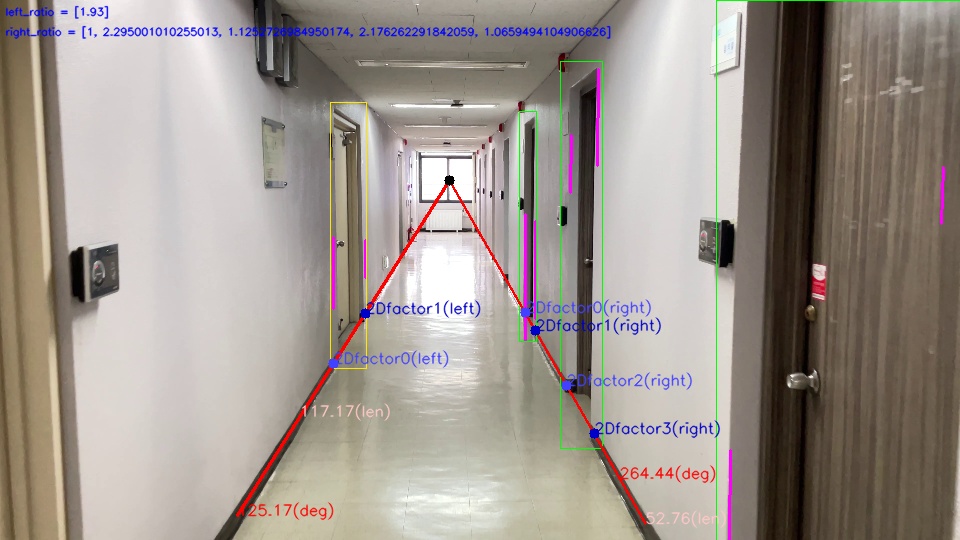 left_ratio = [1.93]
right_ratio = [1, 2.295001010255013, 1.1252726984950174, 2.176262291842059, 1.0659494104906626]
2Dfactor1(left)
2Dfactor0(right)
2Dfactor1(right)
2Dfactor0(left)
2Dfactor2(right)
117.17(len)
2Dfactor3(right)
264.44(deg)
125.17(deg)
52.76(len)